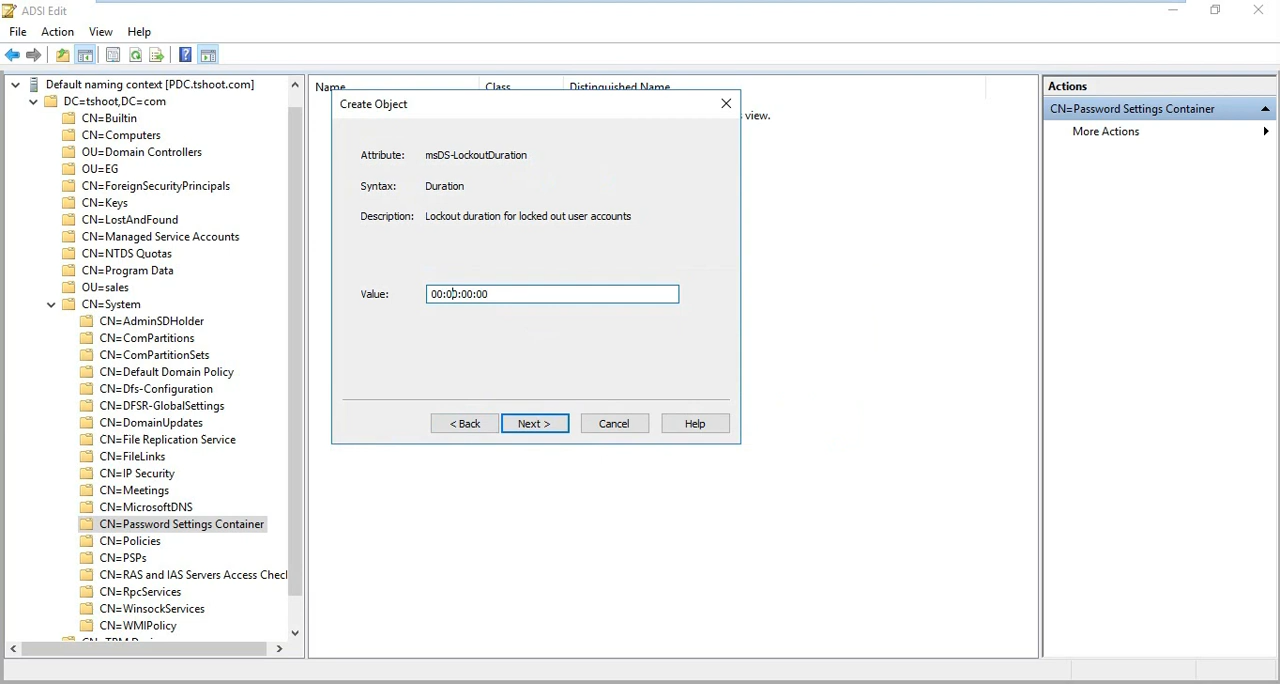 ADSI Edit
File Action View Help
Default naming context [PDC.tshoot.com]
DC=tshoot,DC=com
CN=Builtin
CN=Computers
OU=Domain Controllers
OU=EG
CN=ForeignSecurityPrincipals
CN=Keys
CN=LostAndFound
CN=Managed Service Accounts
CN=NTDS Quotas
CN=Program Data
OU=sales
CN=System
CN=AdminSDHolder
CN=ComPartitions
CN=ComPartitionSets
CN=Default Domain Policy
CN=Dfs-Configuration
CN=DFSR-GlobalSettings
CN=DomainUpdates
CN=File Replication Service
CN=FileLinks
CN=IP Security
CN=Meetings
CN=MicrosoftDNS
CN=Password Settings Container
CN=Policies
CN=PSPs
CN=RAS and IAS Servers Access Checl
CN=RpcServices
CN=WinsockServices
CN=WMIPolicy
Name Class Distinguished Name
view.
Create Object
Attribute: msDS-LockoutDuration
Syntax: Duration
Description: Lockout duration for locked out user accounts
Value: 00:00:00:00
< Back Next > Cancel Help
Actions
CN=Password Settings Container
More Actions